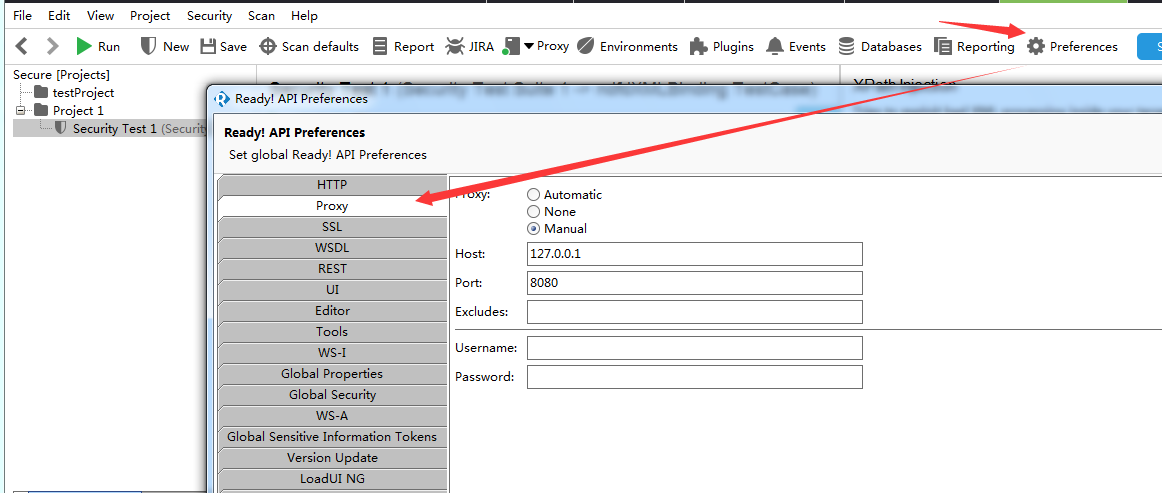 File Edit View Project Security Scan Help
Run New Save Scan defaults Report JIRA Proxy Environments Plugins Events Databases Reporting Preferences S
Secure [Projects]
testProject
Project 1
Security Test 1 (Security
XPath Injection
Ready! API Preferences
Ready! API Preferences
Set global Ready! API Preferences
HTTP
Proxy
SSL
WSDL
REST
UI
Editor
Tools
WS-I
Global Properties
Global Security
WS-A
Global Sensitive Information Tokens
Version Update
LoadUI NG
Proxy:
Automatic
None
Manual
Host: 127.0.0.1
Port: 8080
Excludes:
Username:
Password: